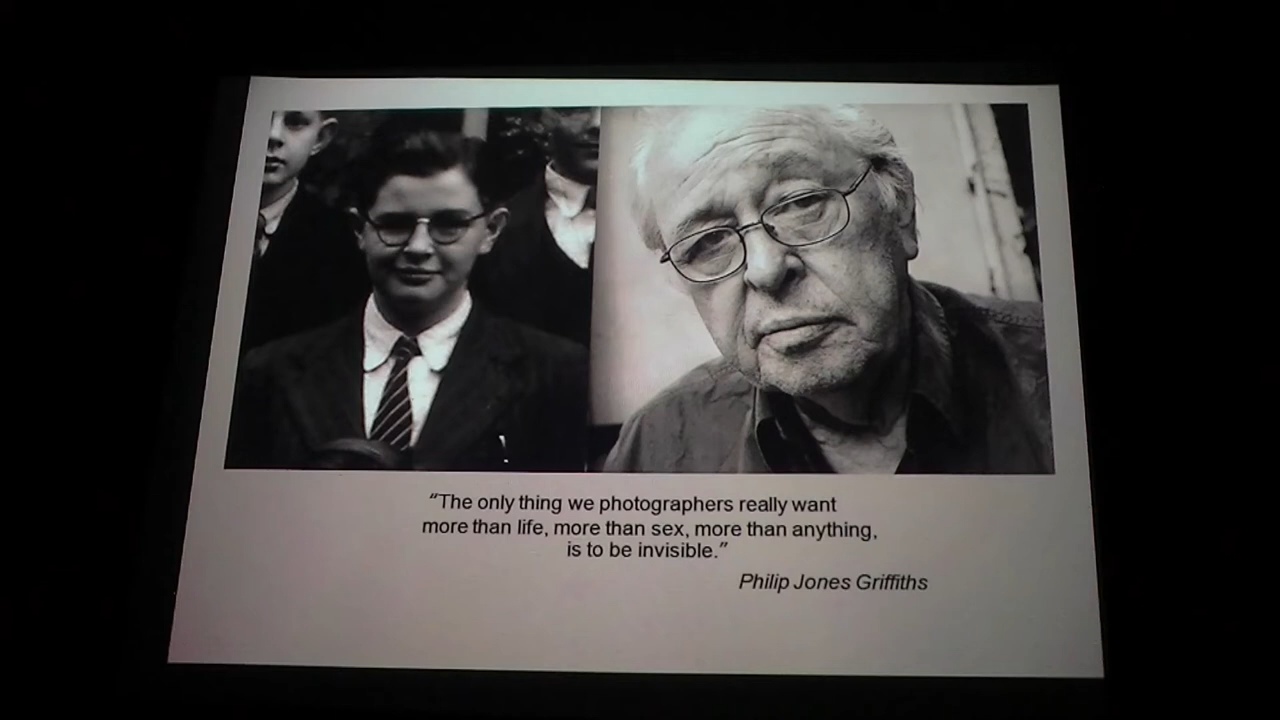 “The only thing we photographers really want
more than life, more than sex, more than anything,
is to be invisible.”
Philip Jones Griffiths